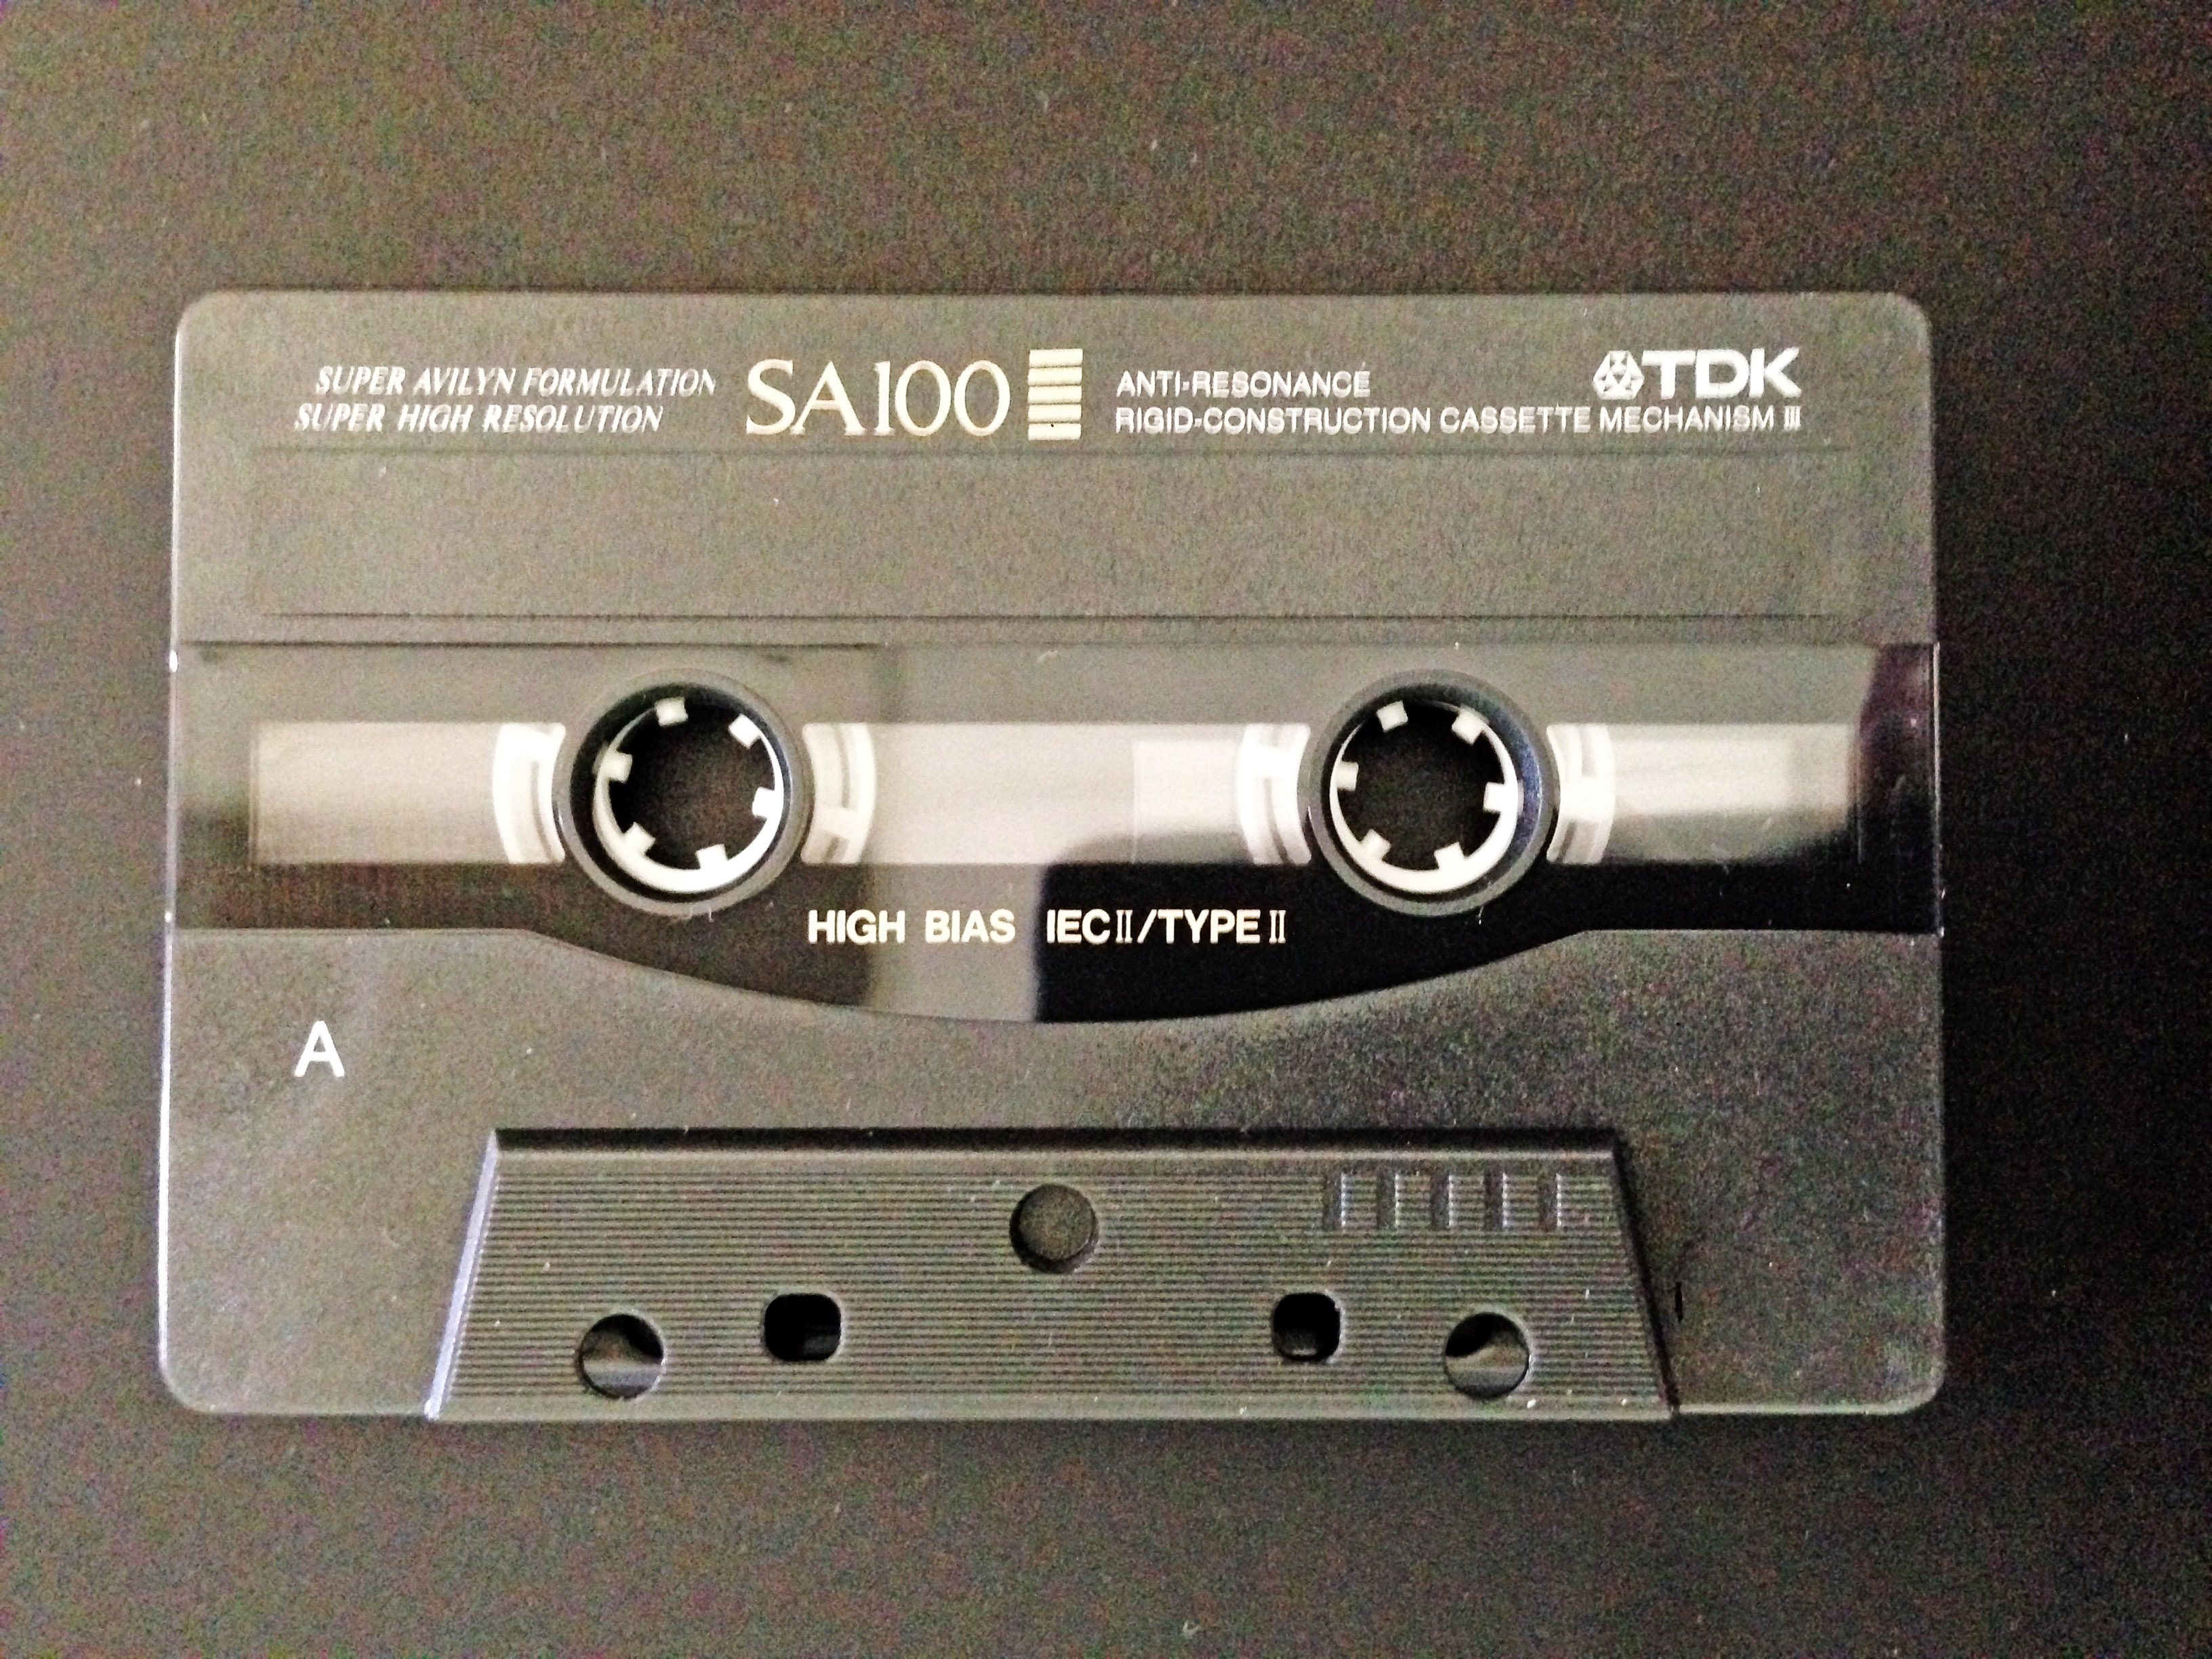 SUPER AVILYN FORMULATION
SUPER HIGH RESOLUTION
SA100
ANTI-RESONANCE
TDK
RIGID-CONSTRUCTION CASSETTE MECHANISM III
HIGH BIAS IECII/TYPEII
A